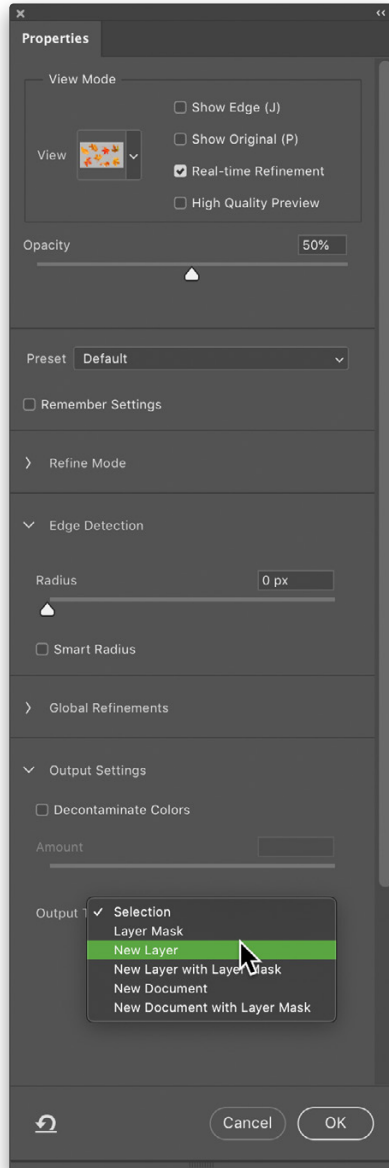 Properties
View Mode
Show Edge (J)
Show Original (P)
View
Real-time Refinement
High Quality Preview
Opacity 50%
Preset Default
Remember Settings
Refine Mode
Edge Detection
Radius 0 px
Smart Radius
Global Refinements
Output Settings
Decontaminate Colors
Amount
Output
Selection
Layer Mask
New Layer
New Layer with Layer Mask
New Document
New Document with Layer Mask
Cancel OK